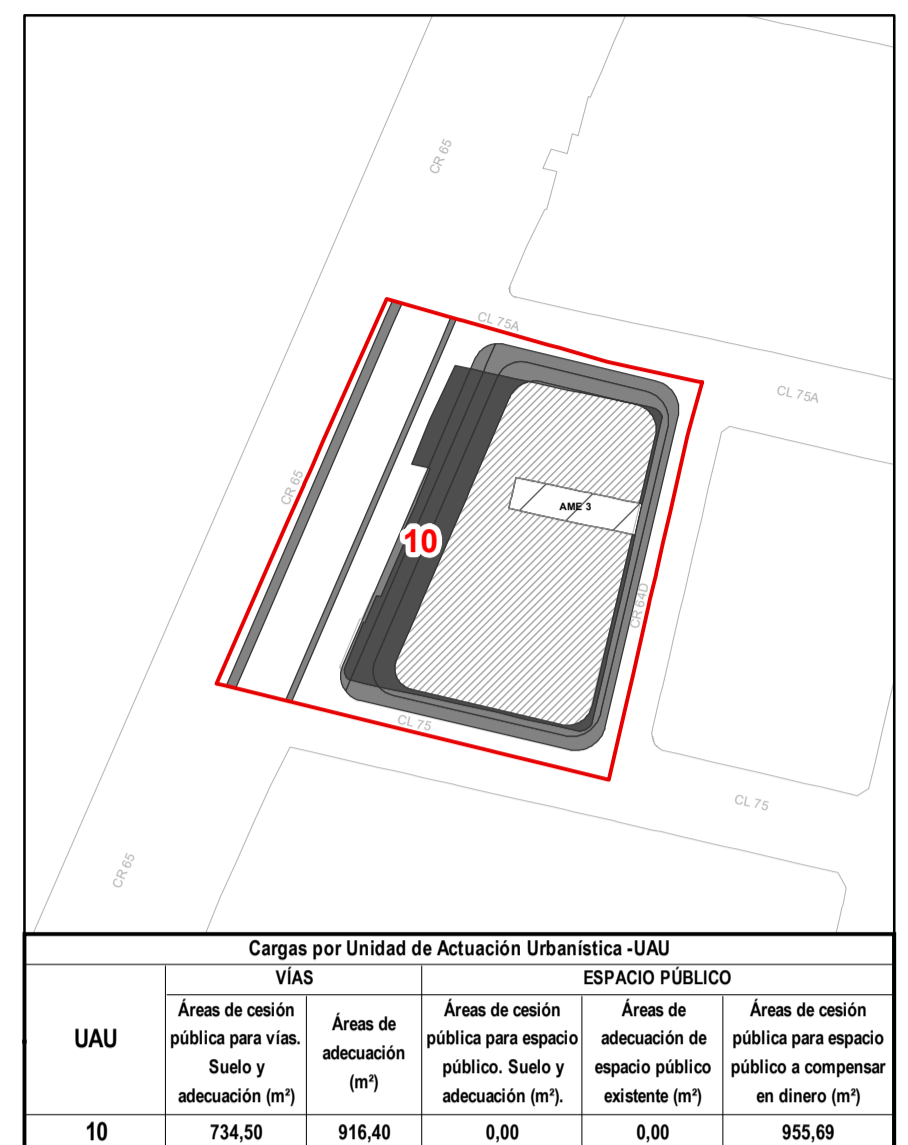 CR 65
CL 75A
CL 75A
CR 65
AME 3
10
CR 64D
CL 75
CL 75
CR 65
Cargas por Unidad de Actuación Urbanística -UAU
UAU
VÍAS
ESPACIO PÚBLICO
Áreas de cesión
pública para vías.
Suelo y
adecuación (m²)
Áreas de
adecuación
(m²)
Áreas de cesión
pública para espacio
público. Suelo y
adecuación (m²).
Áreas de
adecuación de
espacio público
existente (m²)
Áreas de cesión
pública para espacio
público a compensar
en dinero (m²)
10 734,50 916,40 0,00 0,00 955,69